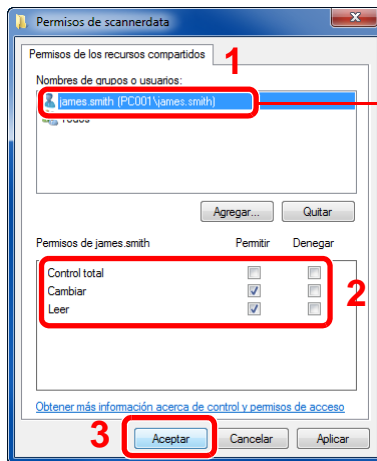 Permisos de scannerdata
Permisos de los recursos compartidos
1
Nombres de grupos o usuarios:
james.smith (PC001\james.smith)
Todos
Agregar... Quitar
Permisos de james.smith Permitir Denegar
Control total
Cambiar
Leer
2
Obtener más información acerca de control y permisos de acceso
3
Aceptar Cancelar Aplicar